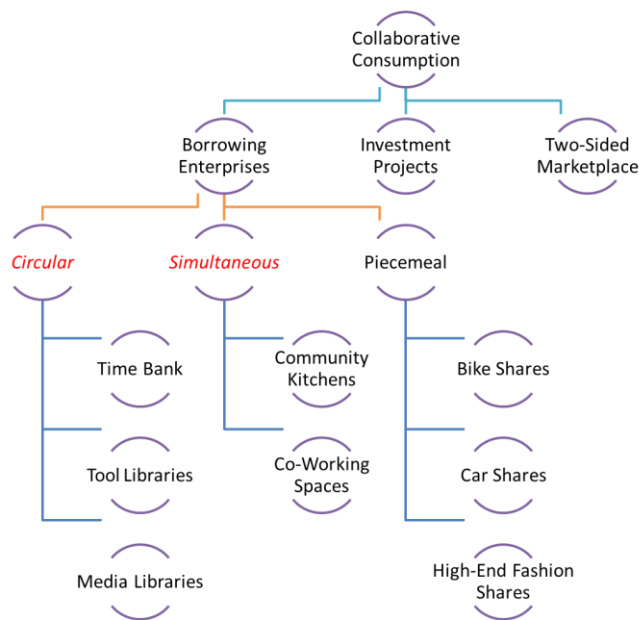 Collaborative
Consumption
Borrowing
Enterprises
Investment
Projects
Two-Sided
Marketplace
Circular
Simultaneous
Piecemeal
Time Bank
Community
Kitchens
Bike Shares
Tool Libraries
Co-Working
Spaces
Car Shares
Media Libraries
High-End Fashion
Shares